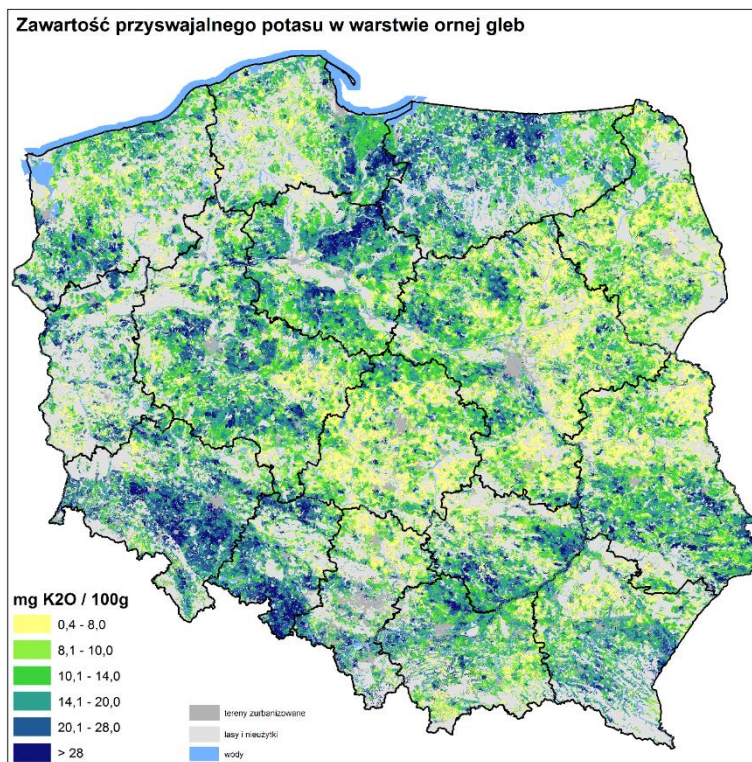 Zawartość przyswajalnego potasu w warstwie ornej gleb
mg K2O / 100g
0,4 - 8,0
8,1 - 10,0
10,1 - 14,0
14,1 - 20,0
20,1 - 28,0
> 28
tereny zurbanizowane
lasy i nieużytki
wody